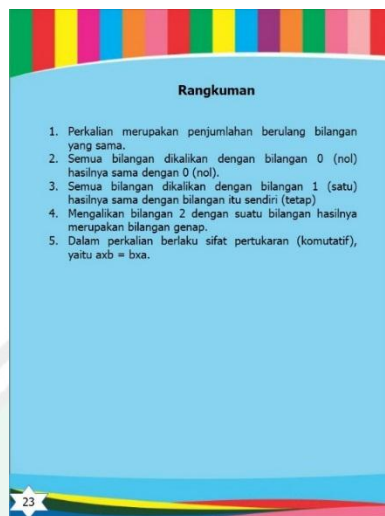 Rangkuman
1. Perkalian merupakan penjumlahan berulang bilangan
yang sama.
2. Semua bilangan dikalikan dengan bilangan 0 (nol)
hasilnya sama dengan 0 (nol).
3. Semua bilangan dikalikan dengan bilangan 1 (satu)
hasilnya sama dengan bilangan itu sendiri (tetap)
4. Mengalikan bilangan 2 dengan suatu bilangan hasilnya
merupakan bilangan genap.
5. Dalam perkalian berlaku sifat pertukaran (komutatif),
yaitu axb = bxa.
23